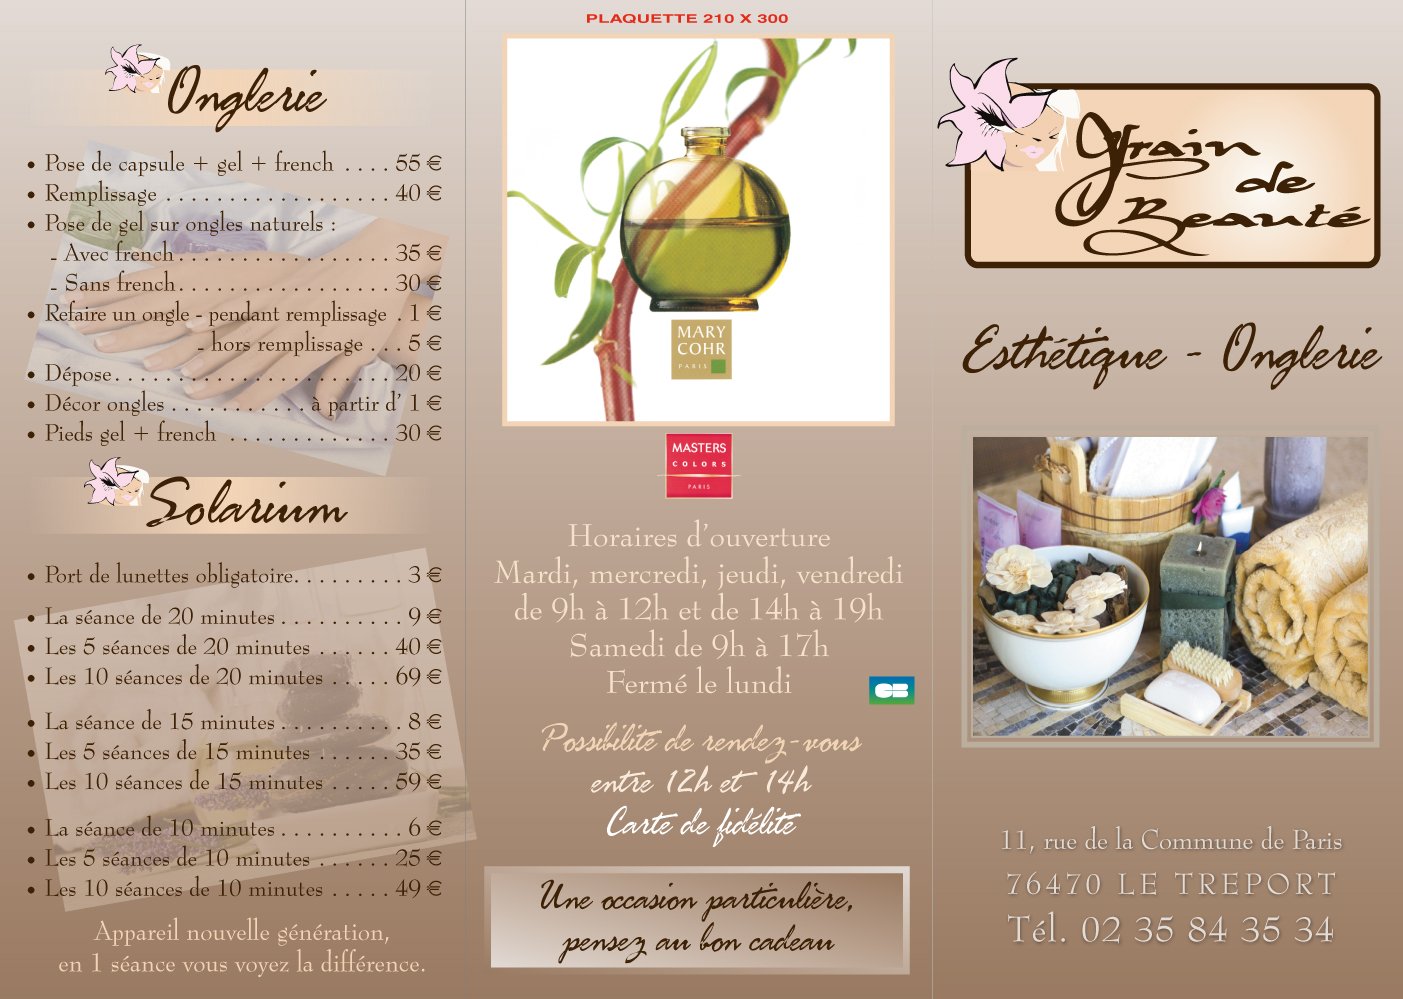 Onglerie
• Pose de capsule + gel + french . . . . 55 €
• Remplissage . . . . . . . . . . . . . . . . . . 40 €
• Pose de gel sur ongles naturels :
- Avec french . . . . . . . . . . . . . . . . . 35 €
- Sans french . . . . . . . . . . . . . . . . . 30 €
• Refaire un ongle - pendant remplissage . 1 €
- hors remplissage . . . 5 €
• Dépose . . . . . . . . . . . . . . . . . . . . . . 20 €
• Décor ongles . . . . . . . . . . . à partir d' 1 €
• Pieds gel + french . . . . . . . . . . . . . 30 €
Solarium
• Port de lunettes obligatoire. . . . . . . . . 3 €
• La séance de 20 minutes . . . . . . . . . . 9 €
• Les 5 séances de 20 minutes . . . . . . 40 €
• Les 10 séances de 20 minutes . . . . . 69 €
• La séance de 15 minutes . . . . . . . . . . 8 €
• Les 5 séances de 15 minutes . . . . . . 35 €
• Les 10 séances de 15 minutes . . . . . 59 €
• La séance de 10 minutes . . . . . . . . . . 6 €
• Les 5 séances de 10 minutes . . . . . . 25 €
• Les 10 séances de 10 minutes . . . . . 49 €
Appareil nouvelle génération,
en 1 séance vous voyez la différence.
PLAQUETTE 210 X 300
MARY
COHR
PARIS
MASTERS
COLORS
PARIS
Horaires d'ouverture
Mardi, mercredi, jeudi, vendredi
de 9h à 12h et de 14h à 19h
Samedi de 9h à 17h
Fermé le lundi
CB
Possibilité de rendez-vous
entre 12h et 14h
Carte de fidélité
Une occasion particulière,
pensez au bon cadeau
Grain
de
Beauté
Esthétique - Onglerie
11, rue de la Commune de Paris
76470 LE TREPORT
Tél. 02 35 84 35 34